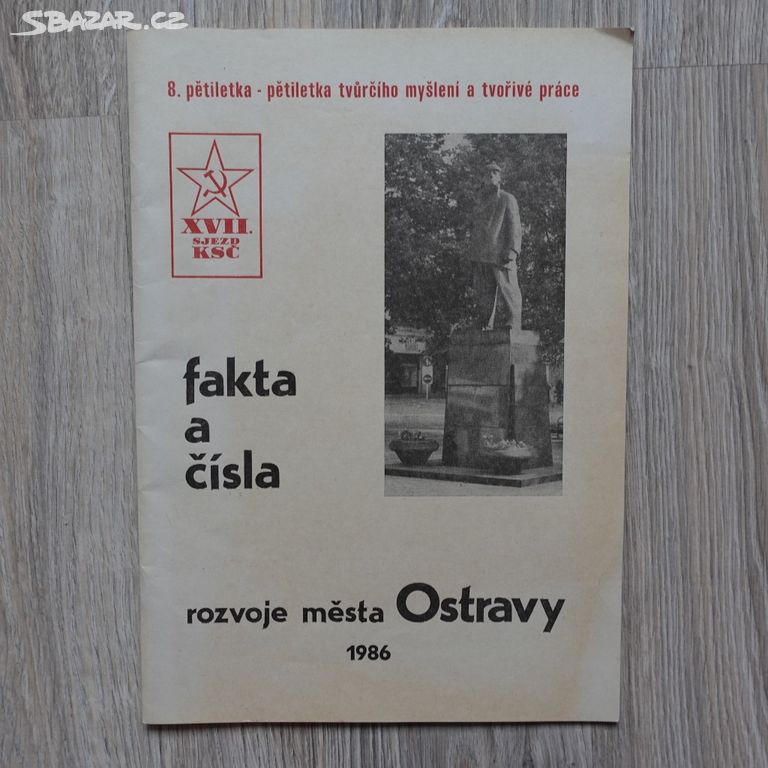 SBAZAR.CZ
8. pětiletka - pětiletka tvůrčího myšlení a tvořivé práce
XVII.
SJEZD
KSČ
fakta
a
čísla
rozvoje města Ostravy
1986